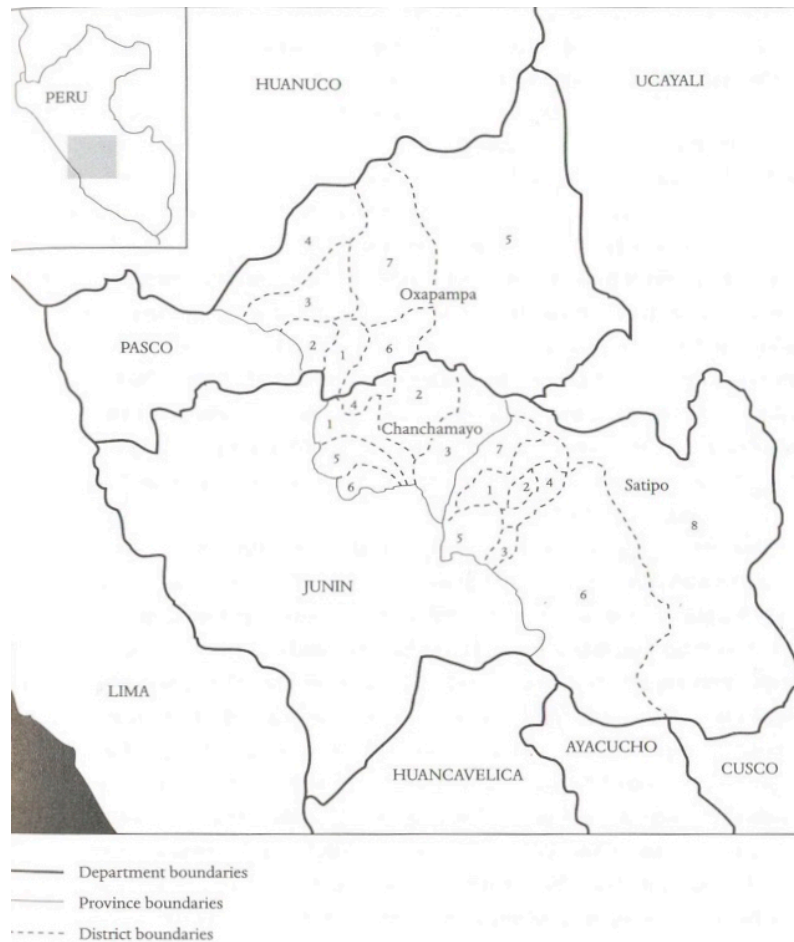 PERU
HUANUCO
UCAYALI
4
5
7
3
Oxapampa
PASCO
2
1
6
2
4
1
Chanchamayo
3
7
5
6
1
2
4
Satipo
8
5
3
6
JUNIN
LIMA
AYACUCHO
HUANCAVELICA
CUSCO
Department boundaries
Province boundaries
District boundaries